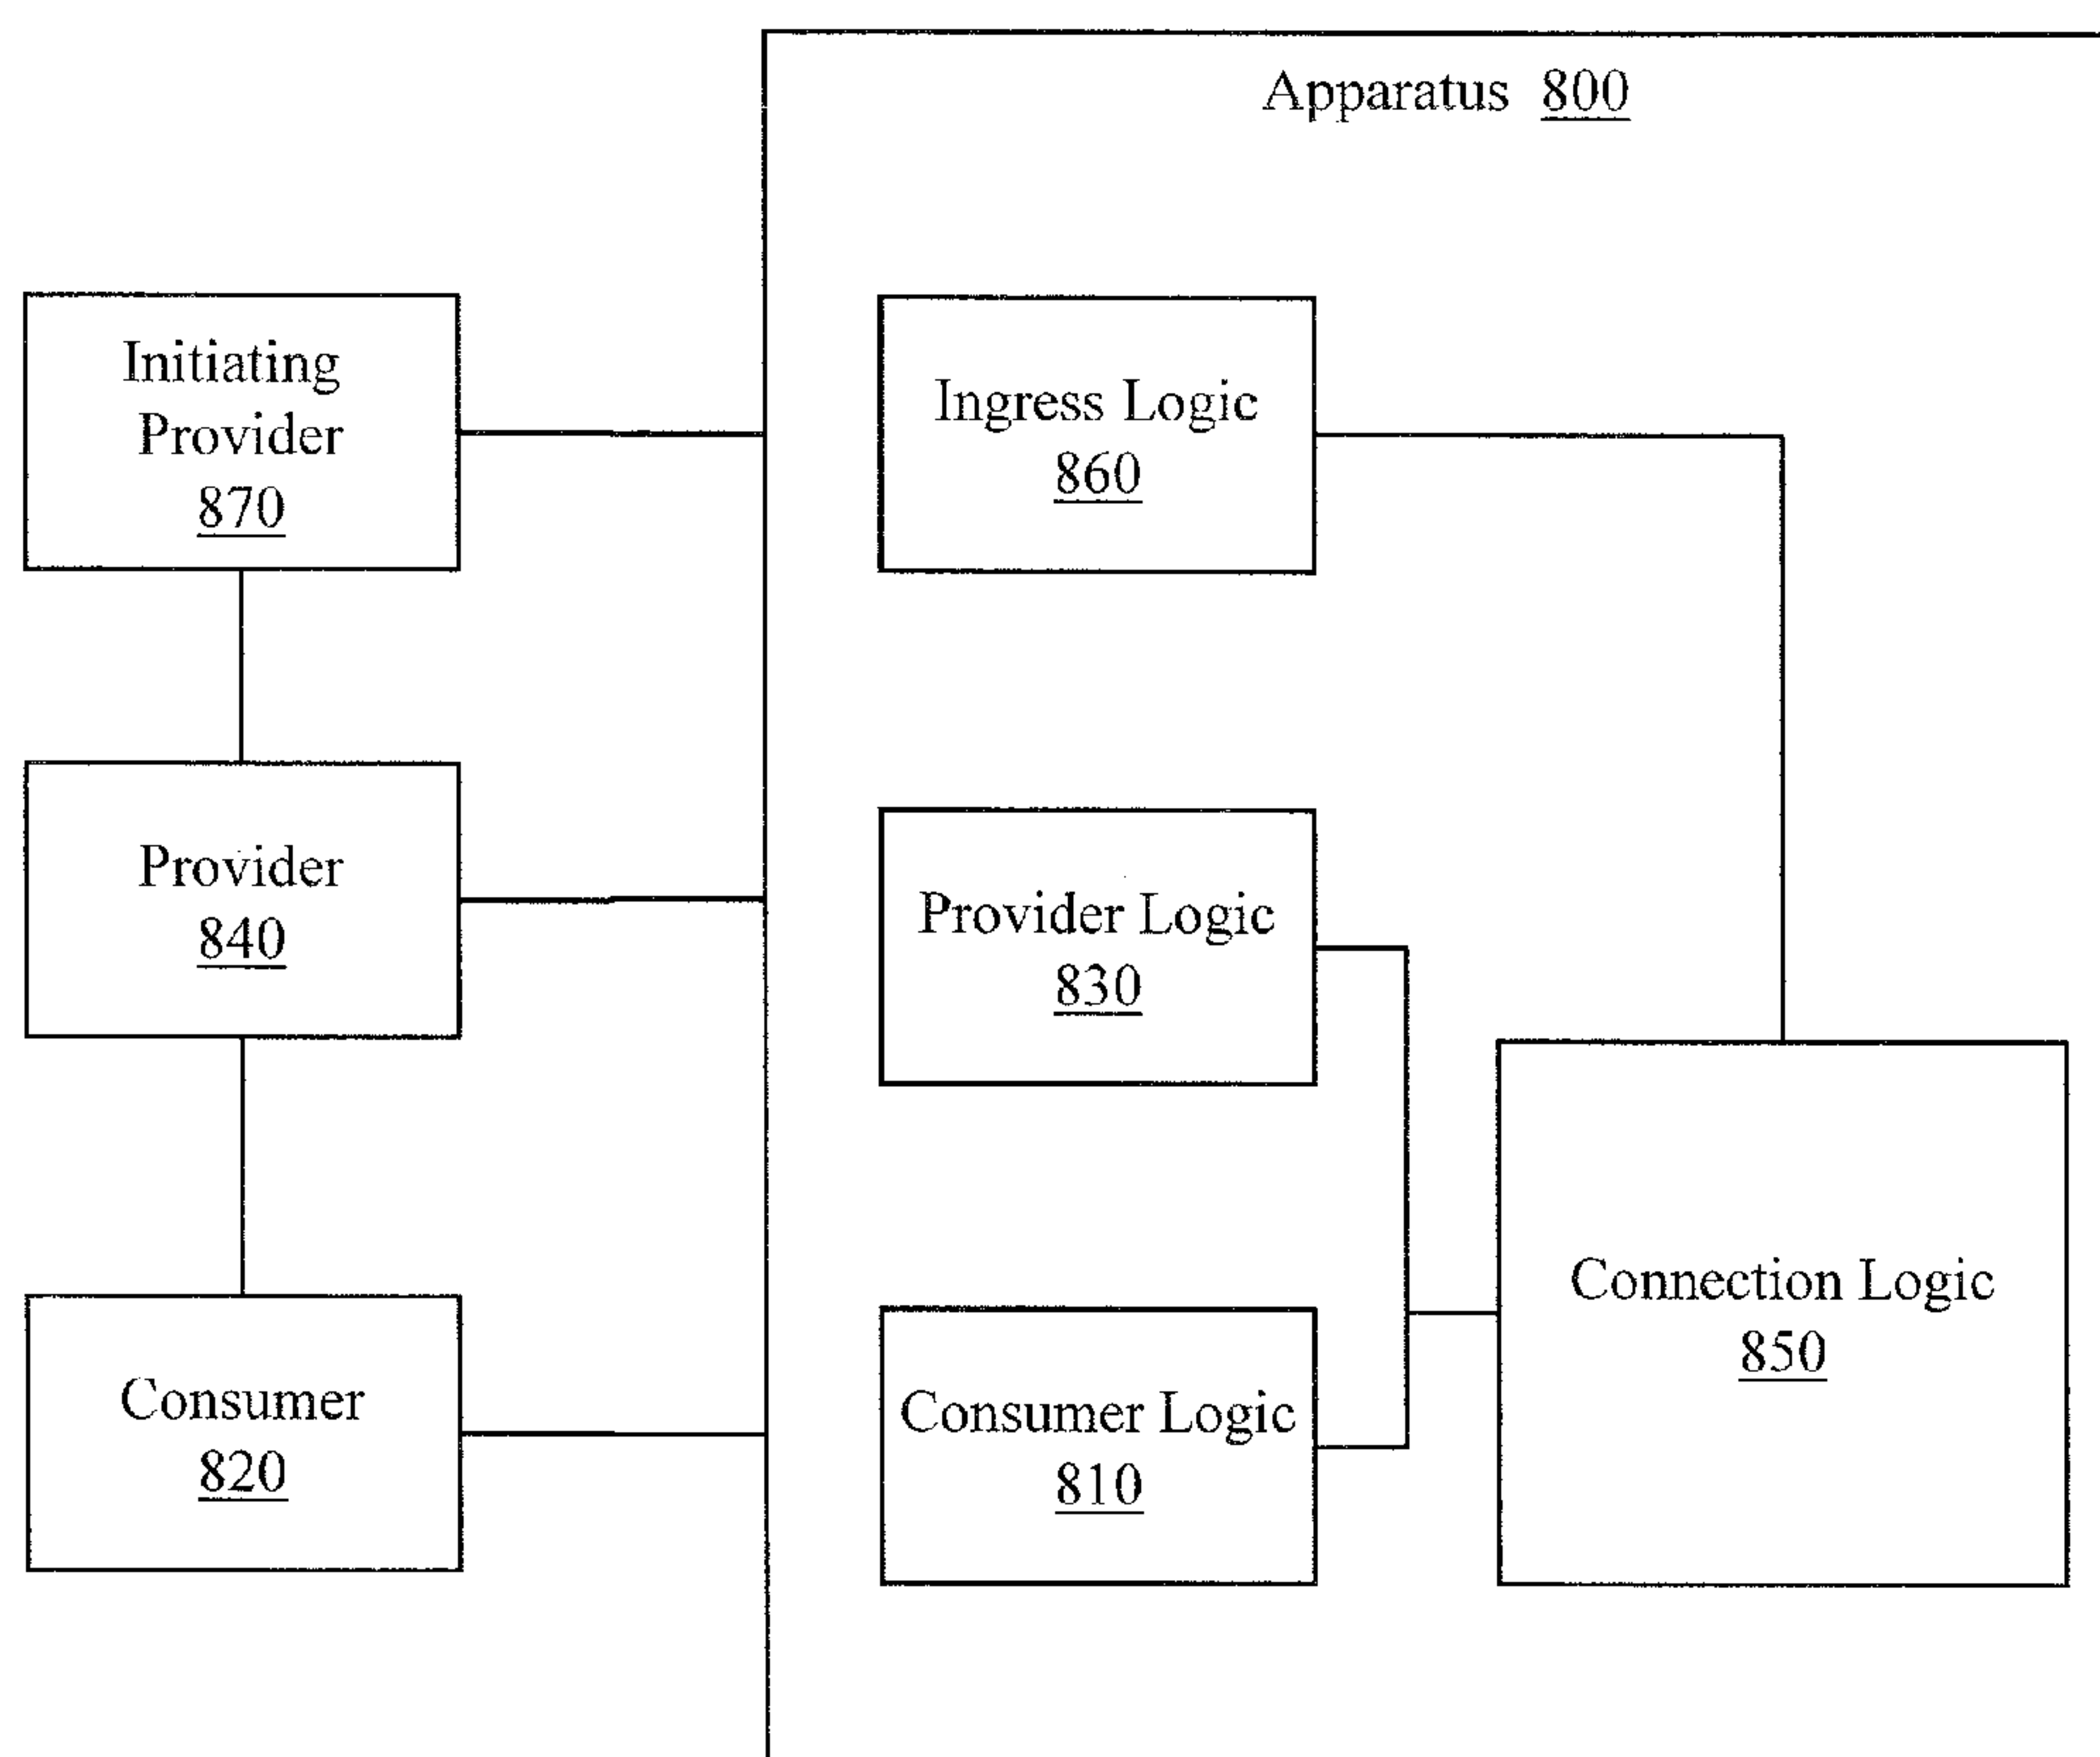 Apparatus 800
Initiating
Provider
870
Ingress Logic
860
Provider
840
Provider Logic
830
Consumer
820
Consumer Logic
810
Connection Logic
850